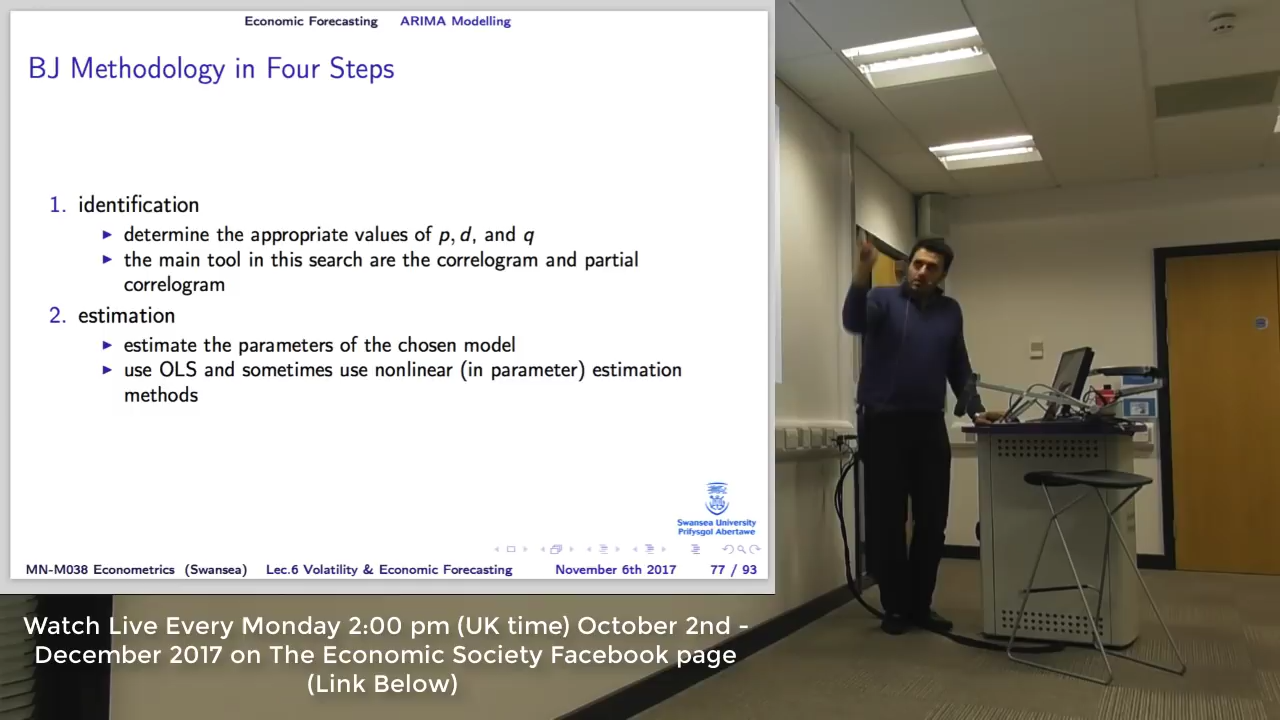 Economic Forecasting ARIMA Modelling
BJ Methodology in Four Steps
1. identification
▶ determine the appropriate values of p, d, and q
▶ the main tool in this search are the correlogram and partial
correlogram
2. estimation
▶ estimate the parameters of the chosen model
▶ use OLS and sometimes use nonlinear (in parameter) estimation
methods
Swansea University
Prifysgol Abertawe
MN-M038 Econometrics (Swansea) Lec.6 Volatility & Economic Forecasting November 6th 2017 77 / 93
Watch Live Every Monday 2:00 pm (UK time) October 2nd -
December 2017 on The Economic Society Facebook page
(Link Below)